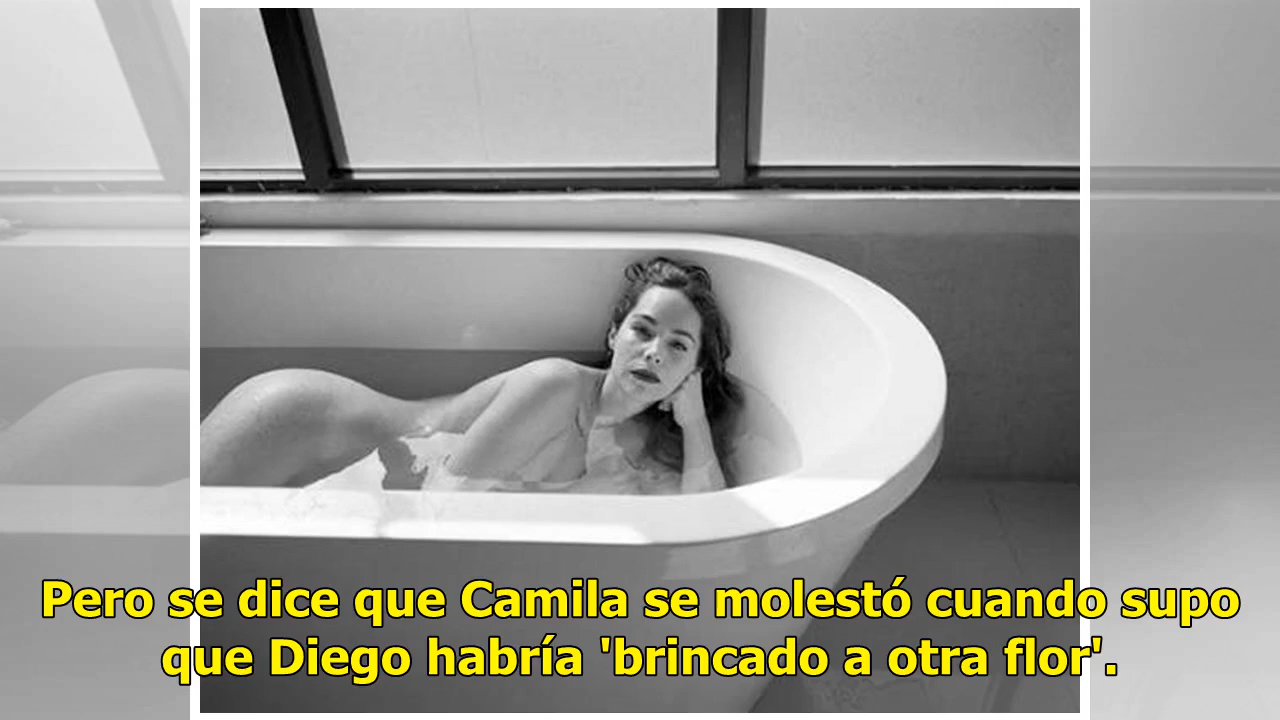 Pero se dice que Camila se molestó cuando supo
que Diego habría 'brincado a otra flor'.